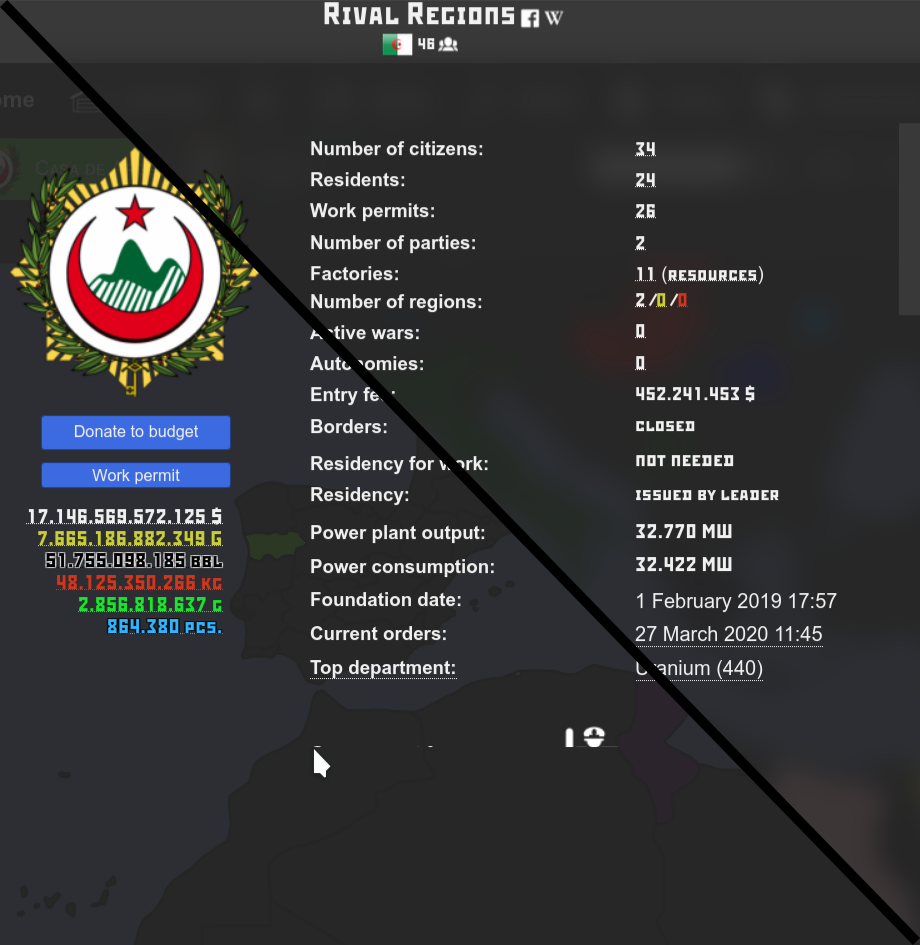 Rival Regions
46
ome
Casa de
Number of citizens: 34
Residents: 24
Work permits: 26
Number of parties: 2
Factories: 11 (resources)
Number of regions: 2/0/0
Active wars: 0
Autonomies: 0
Entry fee: 452.241.453 $
Borders: closed
Residency for work: not needed
Residency: issued by leader
Power plant output: 32.770 MW
Power consumption: 32.422 MW
Foundation date: 1 February 2019 17:57
Current orders: 27 March 2020 11:45
Top department: Uranium (440)
Donate to budget
Work permit
17.146.569.572.125 $
7.665.186.882.349 G
51.755.098.185 bbl
48.125.350.266 kg
2.856.818.637 g
864.380 pcs.